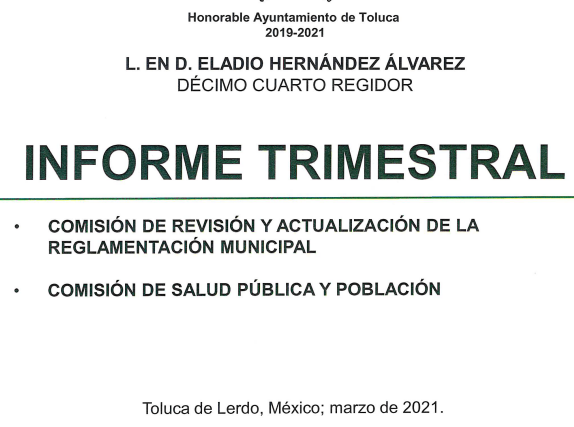 Honorable Ayuntamiento de Toluca
2019-2021
L. EN D. ELADIO HERNÁNDEZ ÁLVAREZ
DÉCIMO CUARTO REGIDOR
INFORME TRIMESTRAL
• COMISIÓN DE REVISIÓN Y ACTUALIZACIÓN DE LA
REGLAMENTACIÓN MUNICIPAL
• COMISIÓN DE SALUD PÚBLICA Y POBLACIÓN
Toluca de Lerdo, México; marzo de 2021.